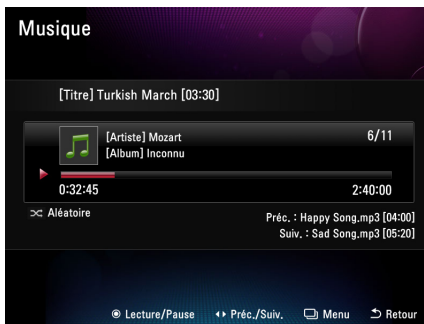 Musique
[Titre] Turkish March [03:30]
[Artiste] Mozart
6/11
[Album] Inconnu
0:32:45
2:40:00
Aléatoire
Préc. : Happy Song.mp3 [04:00]
Suiv. : Sad Song.mp3 [05:20]
Lecture/Pause Préc./Suiv. Menu Retour